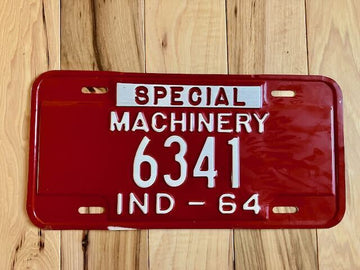 SPECIAL
MACHINERY
6341
IND - 64